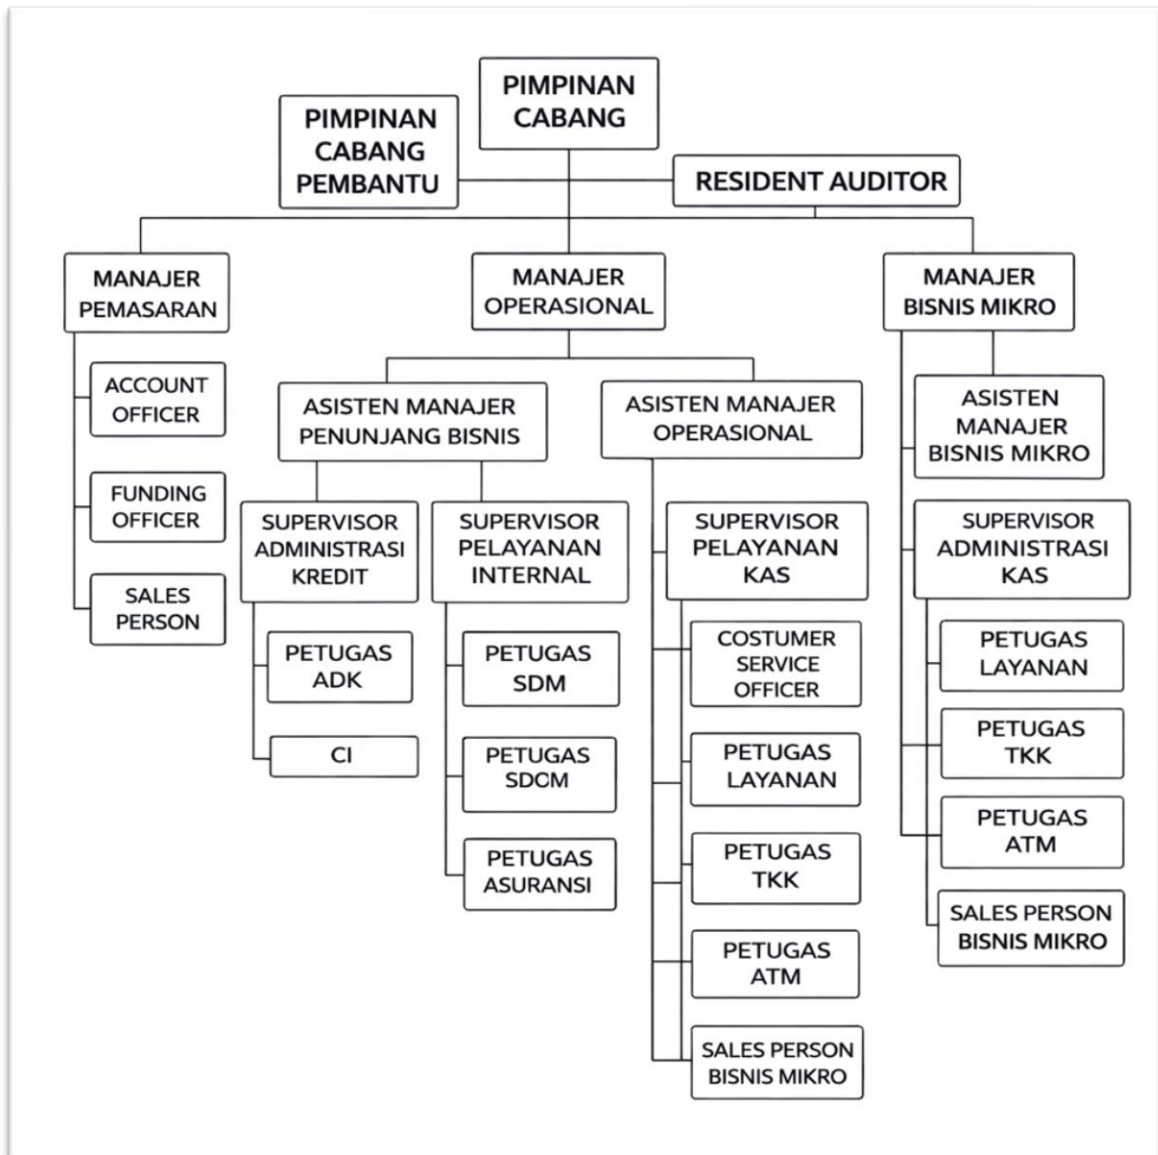 PIMPINAN
CABANG
PIMPINAN
CABANG
PEMBANTU
RESIDENT AUDITOR
MANAJER
PEMASARAN
MANAJER
OPERASIONAL
MANAJER
BISNIS MIKRO
ACCOUNT
OFFICER
FUNDING
OFFICER
SALES
PERSON
ASISTEN MANAJER
PENUNJANG BISNIS
ASISTEN MANAJER
OPERASIONAL
ASISTEN
MANAJER
BISNIS MIKRO
SUPERVISOR
ADMINISTRASI
KREDIT
SUPERVISOR
PELAYANAN
INTERNAL
SUPERVISOR
PELAYANAN
KAS
SUPERVISOR
ADMINISTRASI
KAS
PETUGAS
ADK
CI
PETUGAS
SDM
PETUGAS
SDCM
PETUGAS
ASURANSI
COSTUMER
SERVICE
OFFICER
PETUGAS
LAYANAN
PETUGAS
TKK
PETUGAS
ATM
SALES PERSON
BISNIS MIKRO
PETUGAS
LAYANAN
PETUGAS
TKK
PETUGAS
ATM
SALES PERSON
BISNIS MIKRO